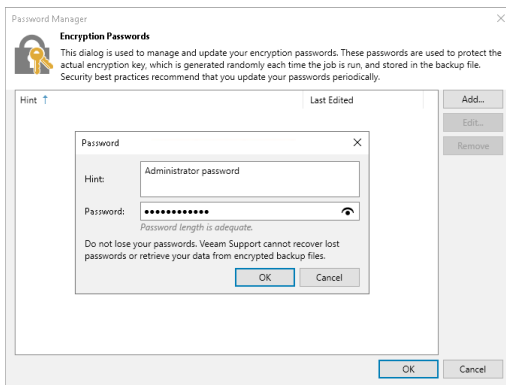 Password Manager
Encryption Passwords
This dialog is used to manage and update your encryption passwords. These passwords are used to protect the
actual encryption key, which is generated randomly each time the job is run, and stored in the backup file.
Security best practices recommend that you update your passwords periodically.
Hint
Last Edited
Add...
Edit...
Remove
Password
Hint:
Administrator password
Password:
●●●●●●●●●●●●
Password length is adequate.
Do not lose your passwords. Veeam Support cannot recover lost
passwords or retrieve your data from encrypted backup files.
OK
Cancel
OK
Cancel